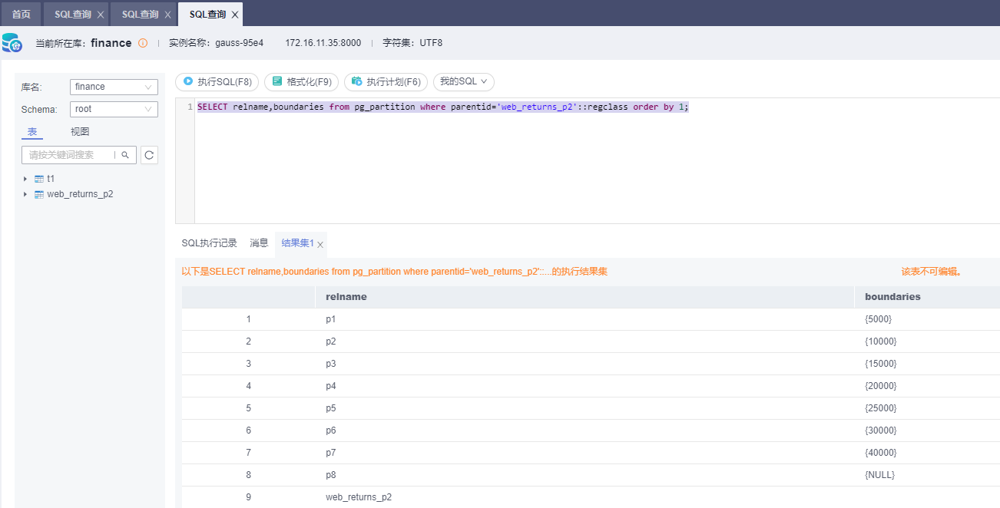 首页 SQL查询 SQL查询 SQL查询
当前所在库: finance 实例名称: gauss-95e4 172.16.11.35:8000 字符集: UTF8
库名: finance
Schema: root
表 视图
请按关键词搜索
t1
web_returns_p2
执行SQL(F8) 格式化(F9) 执行计划(F6) 我的SQL
1 SELECT relname,boundaries from pg_partition where parentid='web_returns_p2'::regclass order by 1;
SQL执行记录 消息 结果集1
以下是SELECT relname,boundaries from pg_partition where parentid='web_returns_p2'::...的执行结果集 该表不可编辑。
relname boundaries
1 p1 {5000}
2 p2 {10000}
3 p3 {15000}
4 p4 {20000}
5 p5 {25000}
6 p6 {30000}
7 p7 {40000}
8 p8 {NULL}
9 web_returns_p2